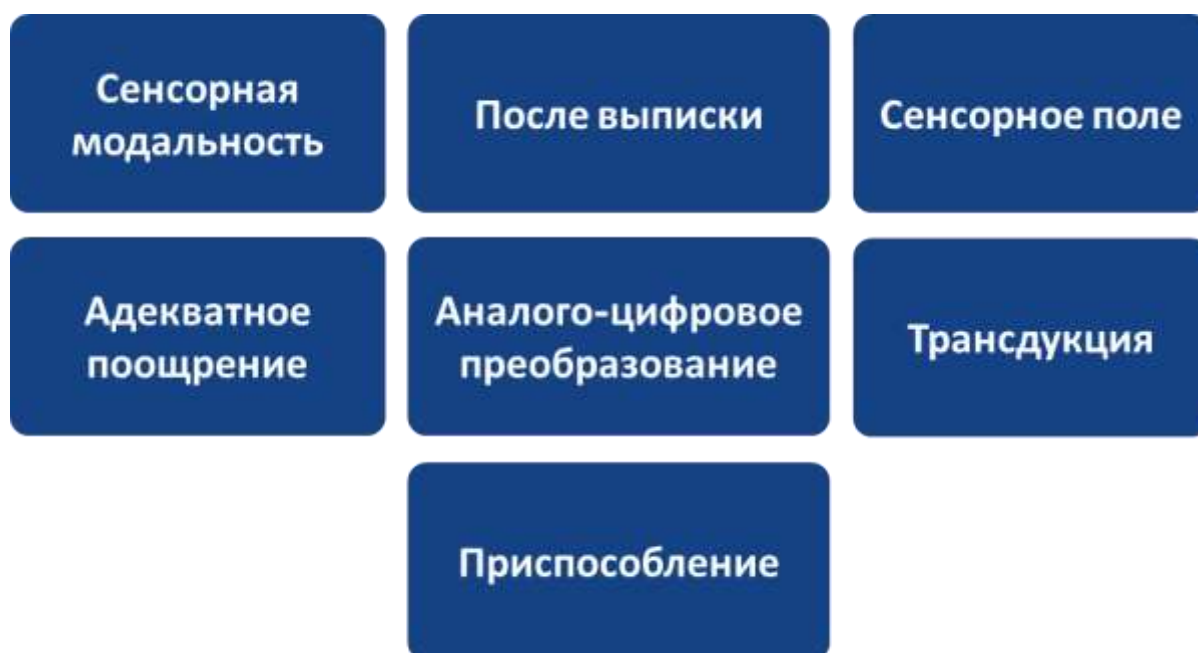 Сенсорная
модальность
После выписки
Сенсорное поле
Адекватное
поощрение
Аналого-цифровое
преобразование
Трансдукция
Приспособление